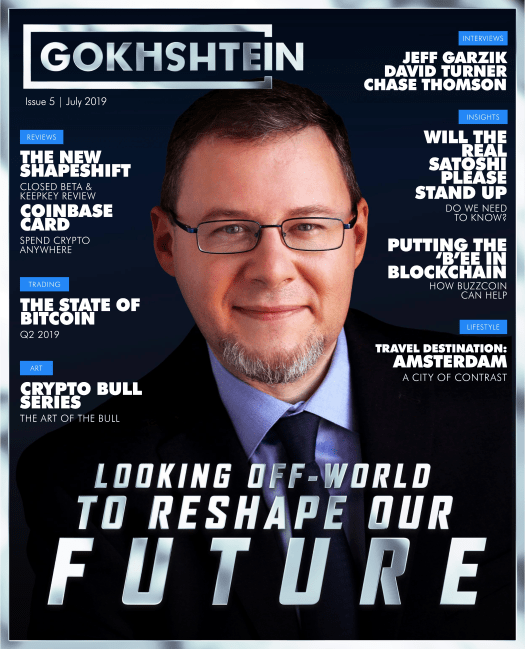 GOKHSHTEIN
Issue 5 | July 2019
REVIEWS
THE NEW
SHAPESHIFT
CLOSED BETA &
KEEPKEY REVIEW
COINBASE
CARD
SPEND CRYPTO
ANYWHERE
TRADING
THE STATE OF
BITCOIN
Q2 2019
ART
CRYPTO BULL
SERIES
THE ART OF THE BULL
INTERVIEWS
JEFF GARZIK
DAVID TURNER
CHASE THOMSON
INSIGHTS
WILL THE
REAL
SATOSHI
PLEASE
STAND UP
DO WE NEED
TO KNOW?
PUTTING THE
'B'EE IN
BLOCKCHAIN
HOW BUZZCOIN
CAN HELP
LIFESTYLE
TRAVEL DESTINATION:
AMSTERDAM
A CITY OF CONTRAST
LOOKING OFF-WORLD
TO RESHAPE OUR
FUTURE